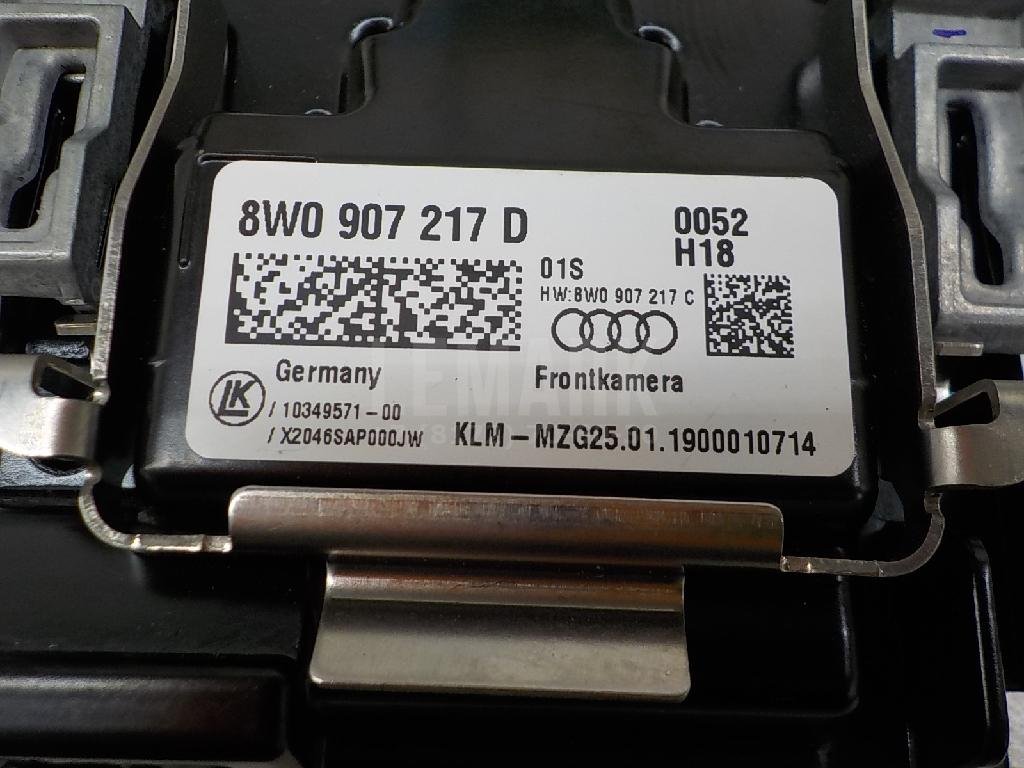 8W0 907 217 D
0052
H18
01S
HW:8W0 907 217 C
Germany
Frontkamera
LK
/ 10349571-00
/ X2046SAP000JW
KLM-MZG25.01.1900010714